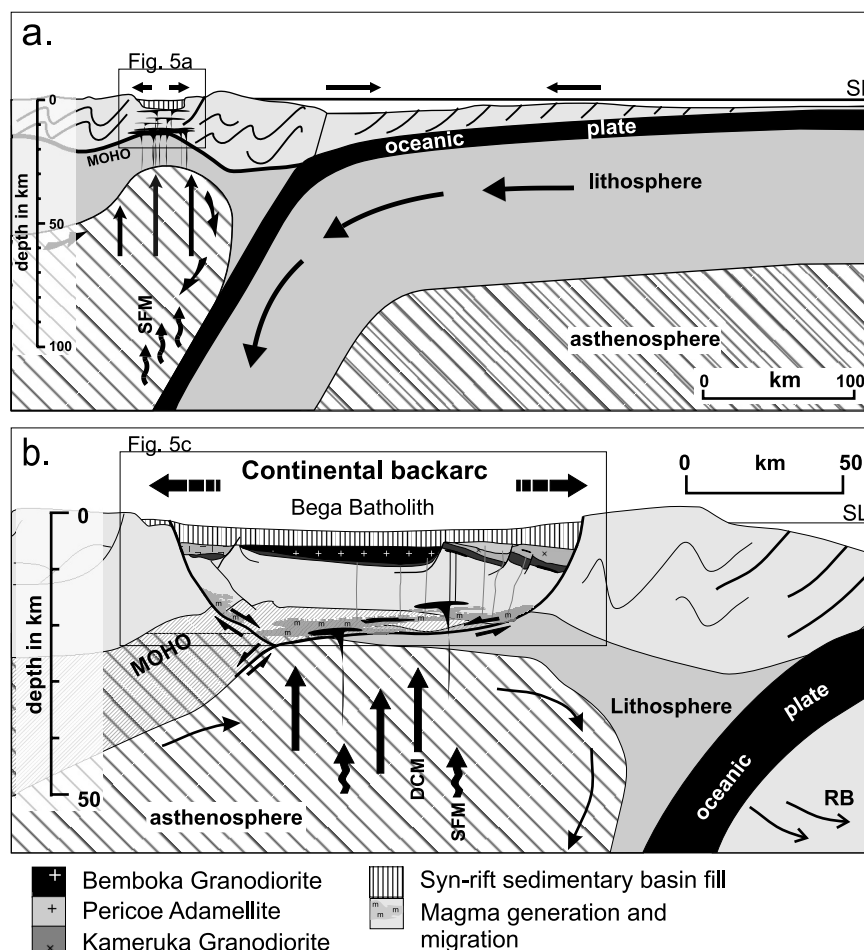 a.
Fig. 5a
SL
0
MOHO
oceanic plate
lithosphere
50
depth in km
SFM
100
asthenosphere
0 km 100
b.
Fig. 5c
Continental backarc
Bega Batholith
0 km 50
SL
0
depth in km
m m m m m m
MOHO
Lithosphere
oceanic plate
DCM
SFM
RB
50
asthenosphere
+ Bemboka Granodiorite
+ Pericoe Adamellite
× Kameruka Granodiorite
Syn-rift sedimentary basin fill
m m m Magma generation and
migration